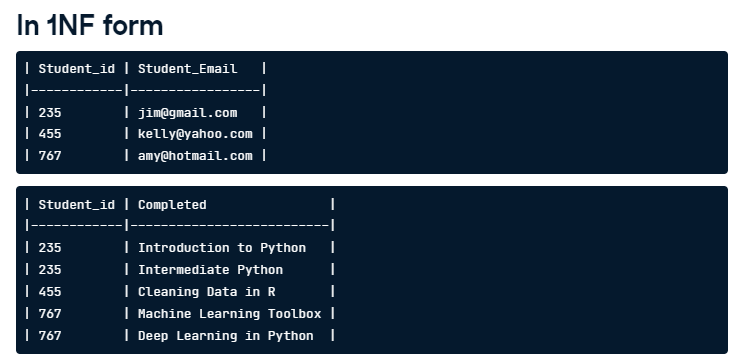 In 1NF form
| Student_id | Student_Email   |
|------------|-----------------|
| 235        | jim@gmail.com   |
| 455        | kelly@yahoo.com |
| 767        | amy@hotmail.com |
| Student_id | Completed                |
|------------|--------------------------|
| 235        | Introduction to Python   |
| 235        | Intermediate Python      |
| 455        | Cleaning Data in R       |
| 767        | Machine Learning Toolbox |
| 767        | Deep Learning in Python  |